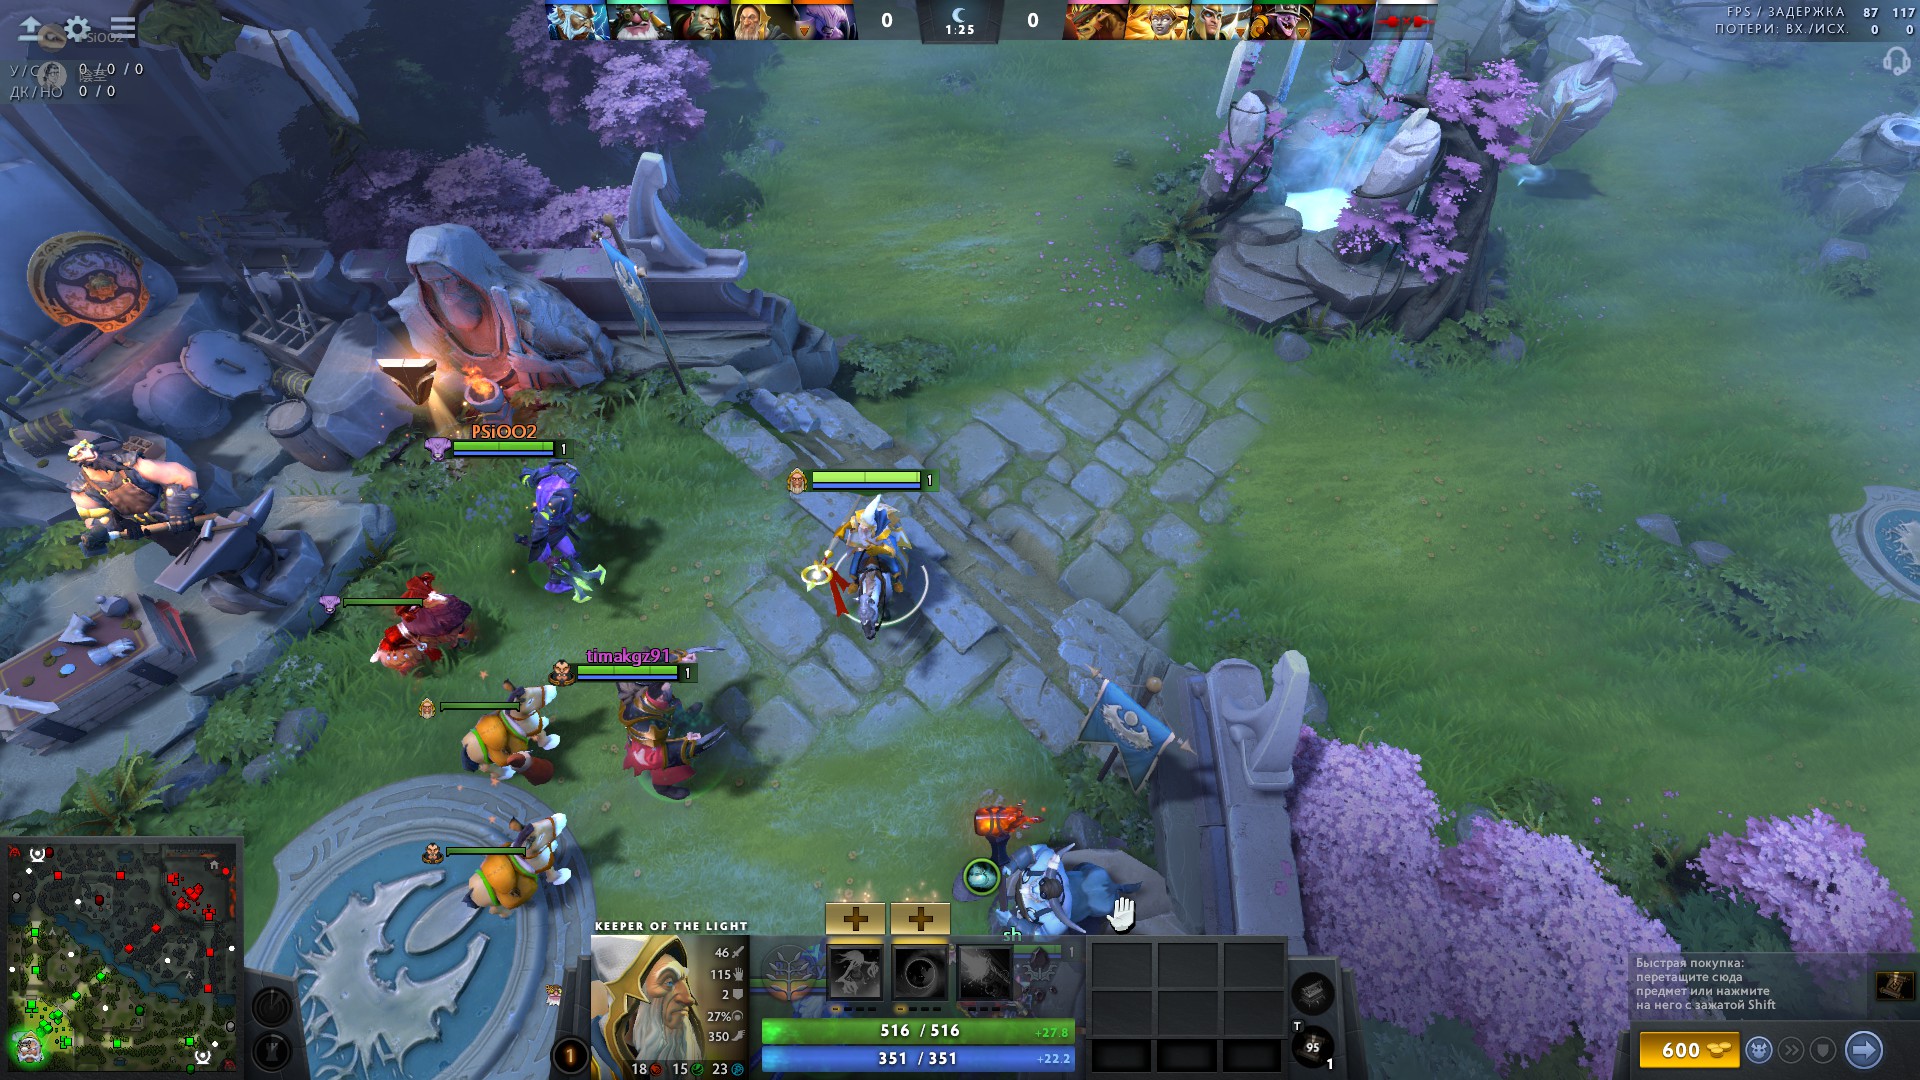 PSiOO2
У/С/П 0 / 0 / 0
ДК/НО 0 / 0
0
1:25
0
FPS / ЗАДЕРЖКА 87 117
ПОТЕРИ: ВХ./ИСХ. 0 0
PSiOO2
1
1
timakgz91
1
sh
1
KEEPER OF THE LIGHT
46
115
2
27%
350
18 15 23
1
516 / 516 +27.8
351 / 351 +22.2
T
95
1
Быстрая покупка:
перетащите сюда
предмет или нажмите
на него с зажатой Shift
600